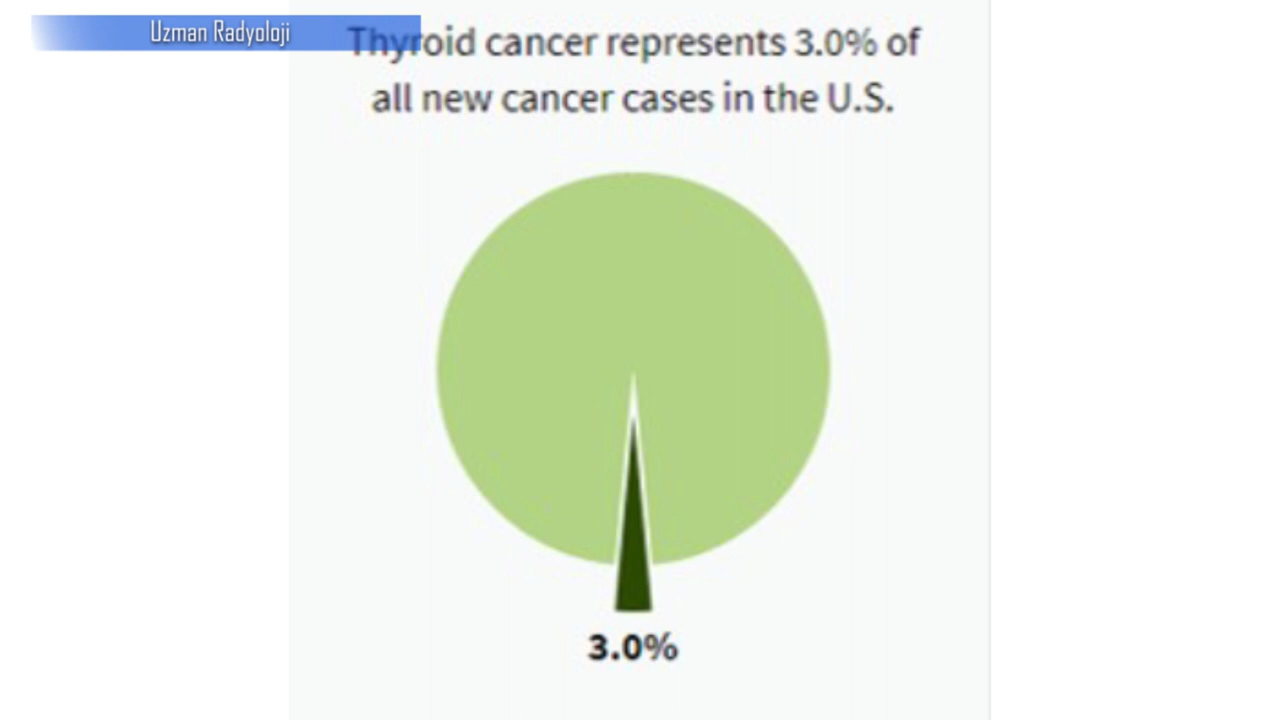 Uzman Radyoloji
Thyroid cancer represents 3.0% of
all new cancer cases in the U.S.
3.0%